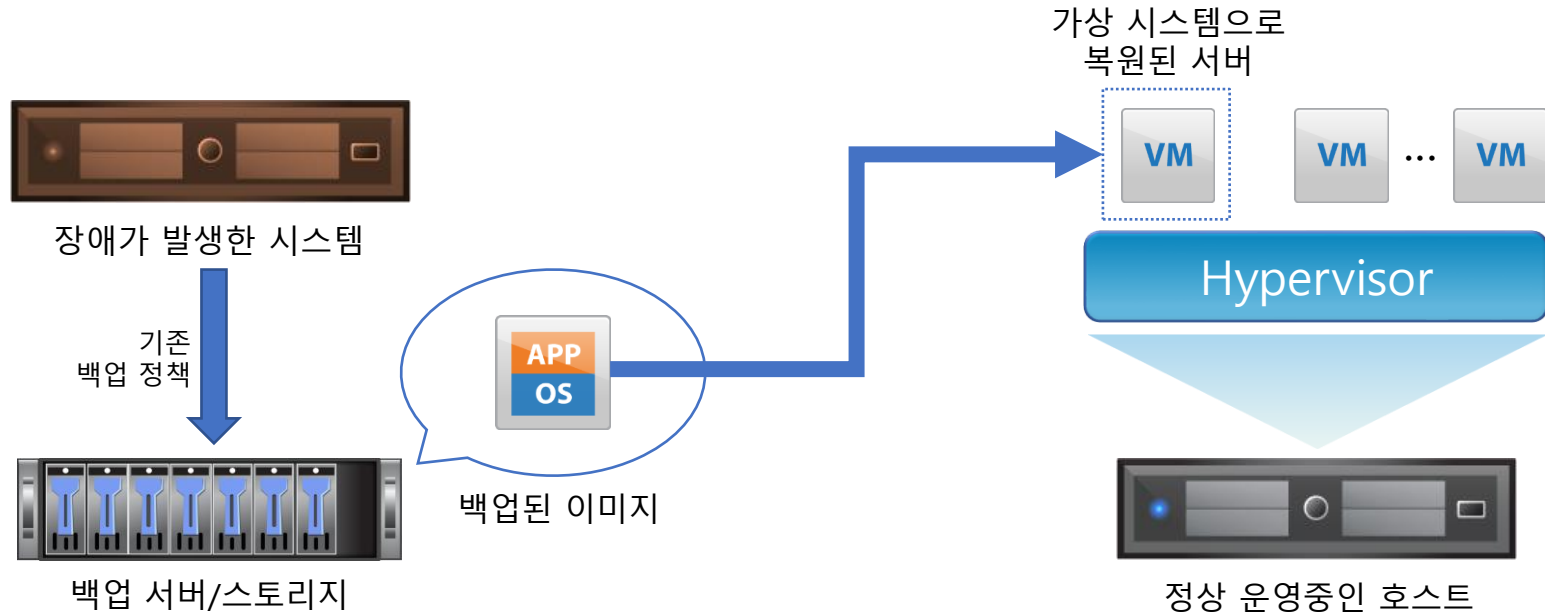 가상 시스템으로
복원된 서버
VM
VM
...
VM
장애가 발생한 시스템
Hypervisor
기존
백업 정책
APP
OS
백업된 이미지
백업 서버/스토리지
정상 운영중인 호스트